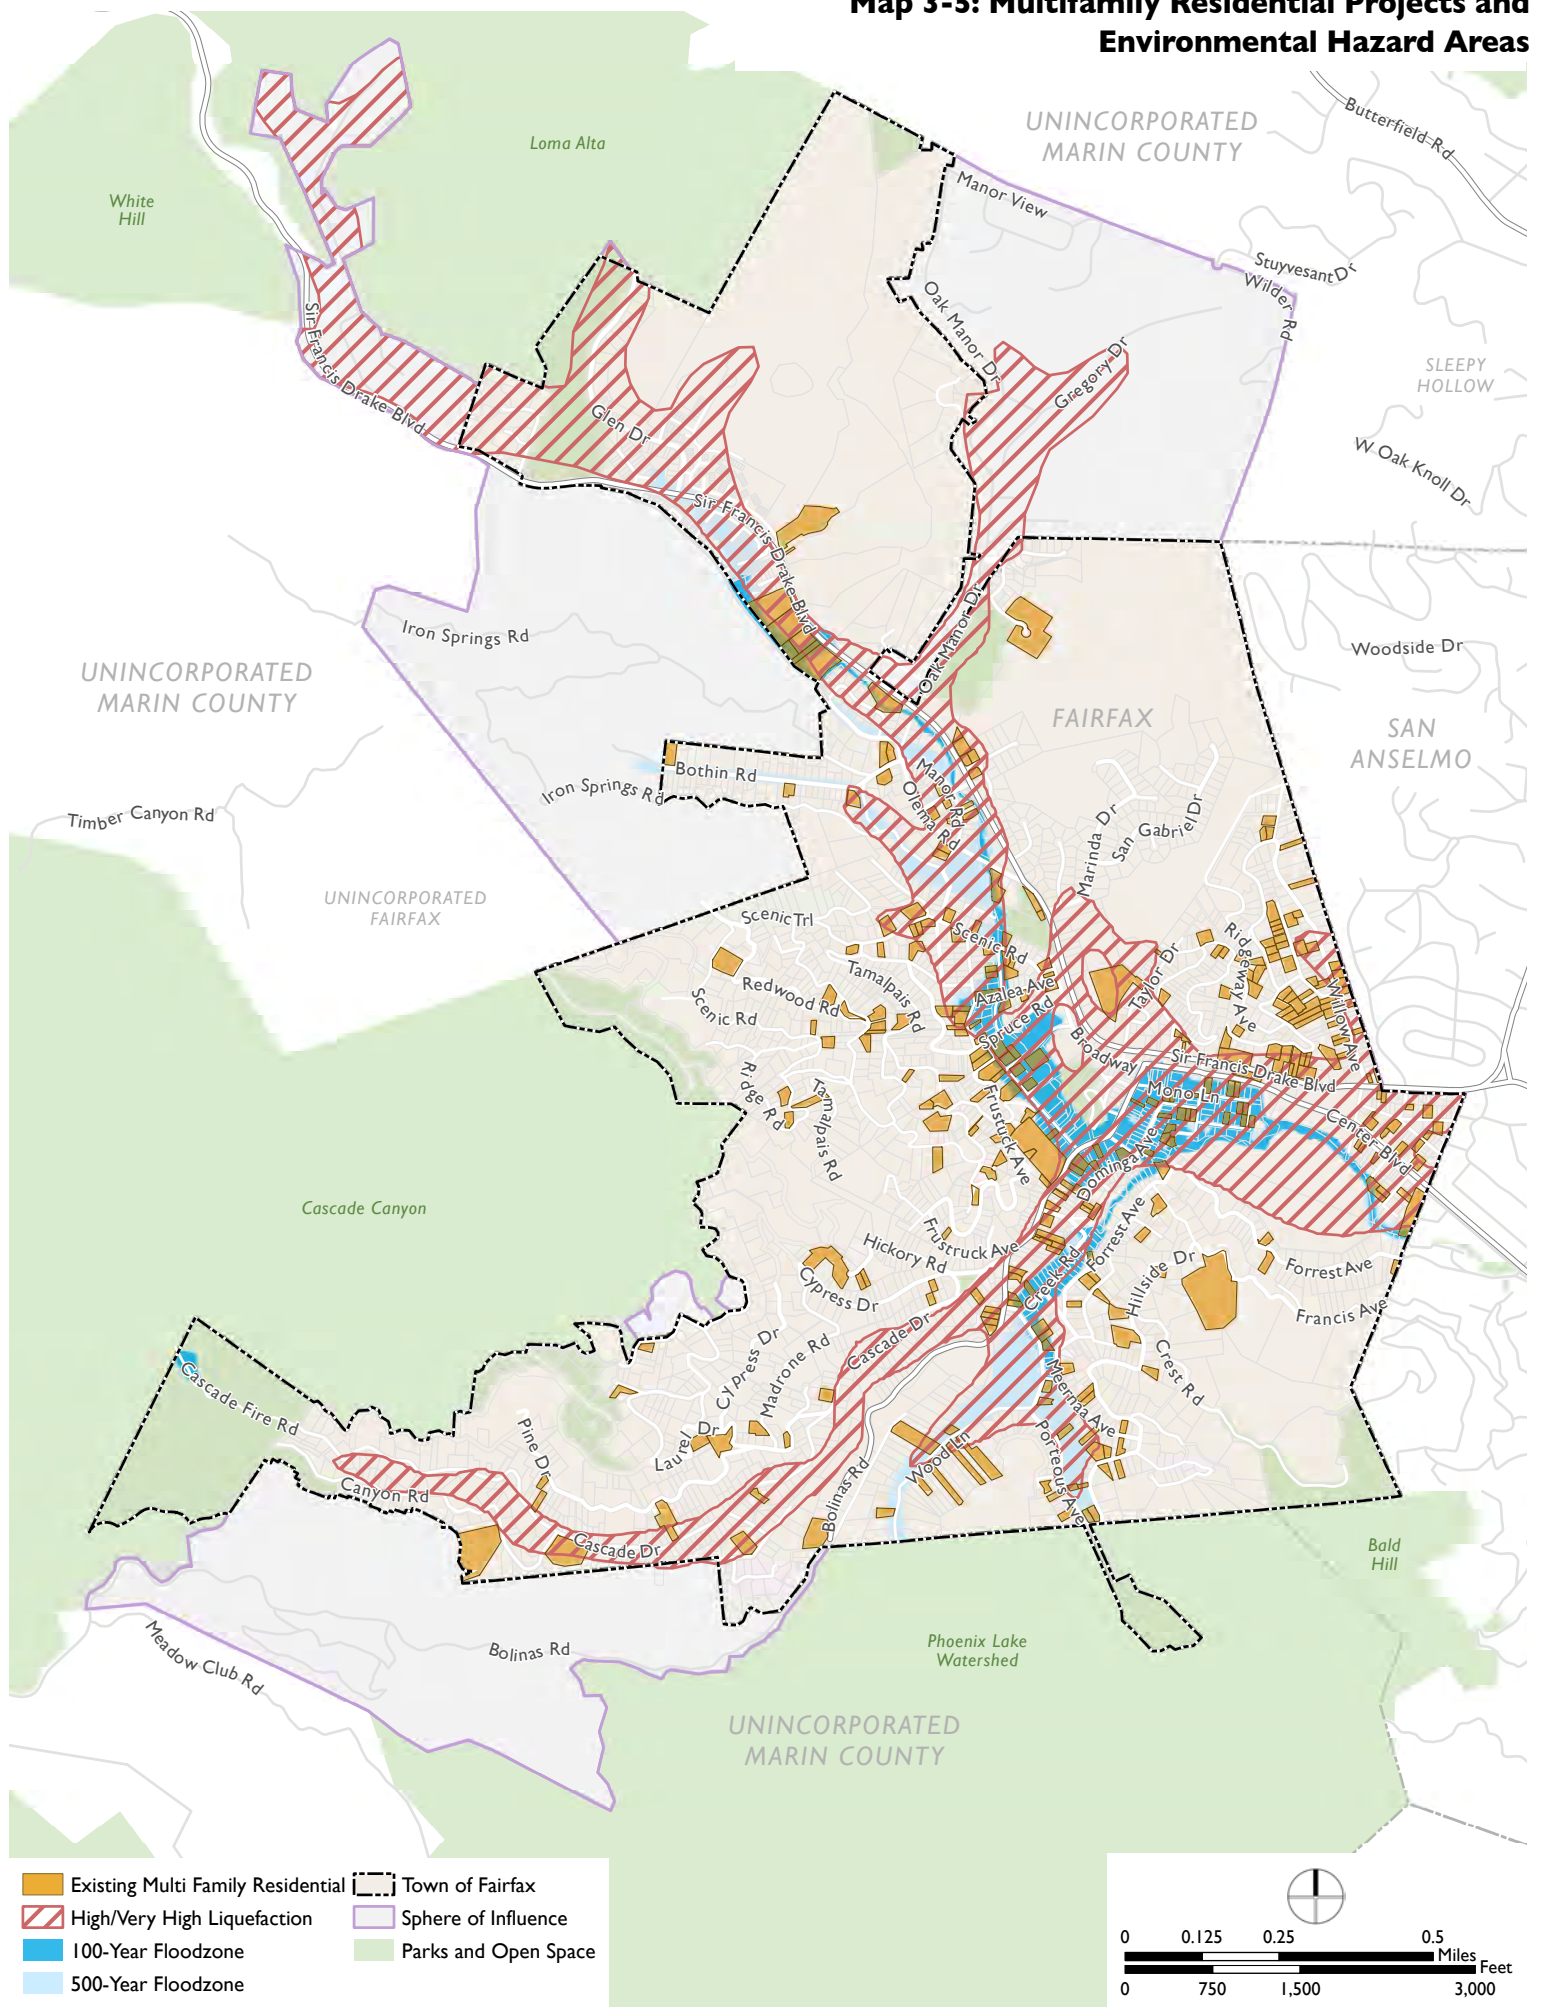 Map 3-5: Multifamily Residential Projects and
Environmental Hazard Areas
UNINCORPORATED
MARIN COUNTY
Butterfield Rd
Loma Alta
White
Hill
Manor View
Stuyvesant Dr
Wilder Rd
Oak Manor Dr
Gregory Dr
SLEEPY
HOLLOW
Sir Francis Drake Blvd
Glen Dr
W Oak Knoll Dr
Sir Francis Drake Blvd
Iron Springs Rd
Oak Manor Dr
Woodside Dr
UNINCORPORATED
MARIN COUNTY
FAIRFAX
SAN
ANSELMO
Bothin Rd
Iron Springs Rd
Manor Rd
Olema Rd
Timber Canyon Rd
Marinda Dr
San Gabriel Dr
UNINCORPORATED
FAIRFAX
Scenic Trl
Scenic Rd
Ridgeway Ave
Taylor Dr
Tamalpais Rd
Redwood Rd
Azalea Ave
Scenic Rd
Spruce Rd
Willow Ave
Broadway
Sir Francis Drake Blvd
Ridge Rd
Tamalpais Rd
Frustuck Ave
Mono Ln
Center Blvd
Dominga Ave
Cascade Canyon
Frustruck Ave
Hickory Rd
Forrest Ave
Creek Rd
Hillside Dr
Forrest Ave
Cypress Dr
Francis Ave
Cascade Dr
Cypress Dr
Madrone Rd
Crest Rd
Cascade Fire Rd
Meernaa Ave
Pine Dr
Laurel Dr
Wood Ln
Porteous Ave
Canyon Rd
Bolinas Rd
Cascade Dr
Bald
Hill
Meadow Club Rd
Bolinas Rd
Phoenix Lake
Watershed
UNINCORPORATED
MARIN COUNTY
Existing Multi Family Residential
Town of Fairfax
High/Very High Liquefaction
Sphere of Influence
100-Year Floodzone
Parks and Open Space
500-Year Floodzone
0 0.125 0.25 0.5
Miles
Feet
0 750 1,500 3,000